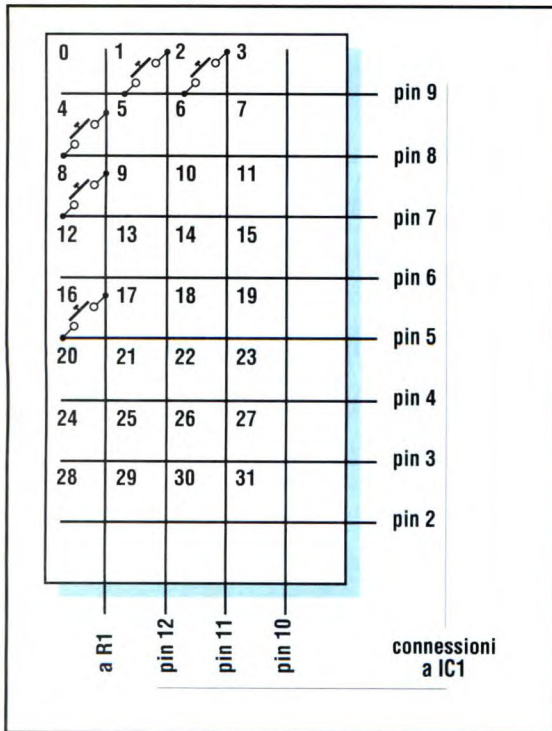 0 1 2 3
pin 9
4 5 6 7
pin 8
8 9 10 11
pin 7
12 13 14 15
pin 6
16 17 18 19
pin 5
20 21 22 23
pin 4
24 25 26 27
pin 3
28 29 30 31
pin 2
a R1
pin 12
pin 11
pin 10
connessioni
a IC1